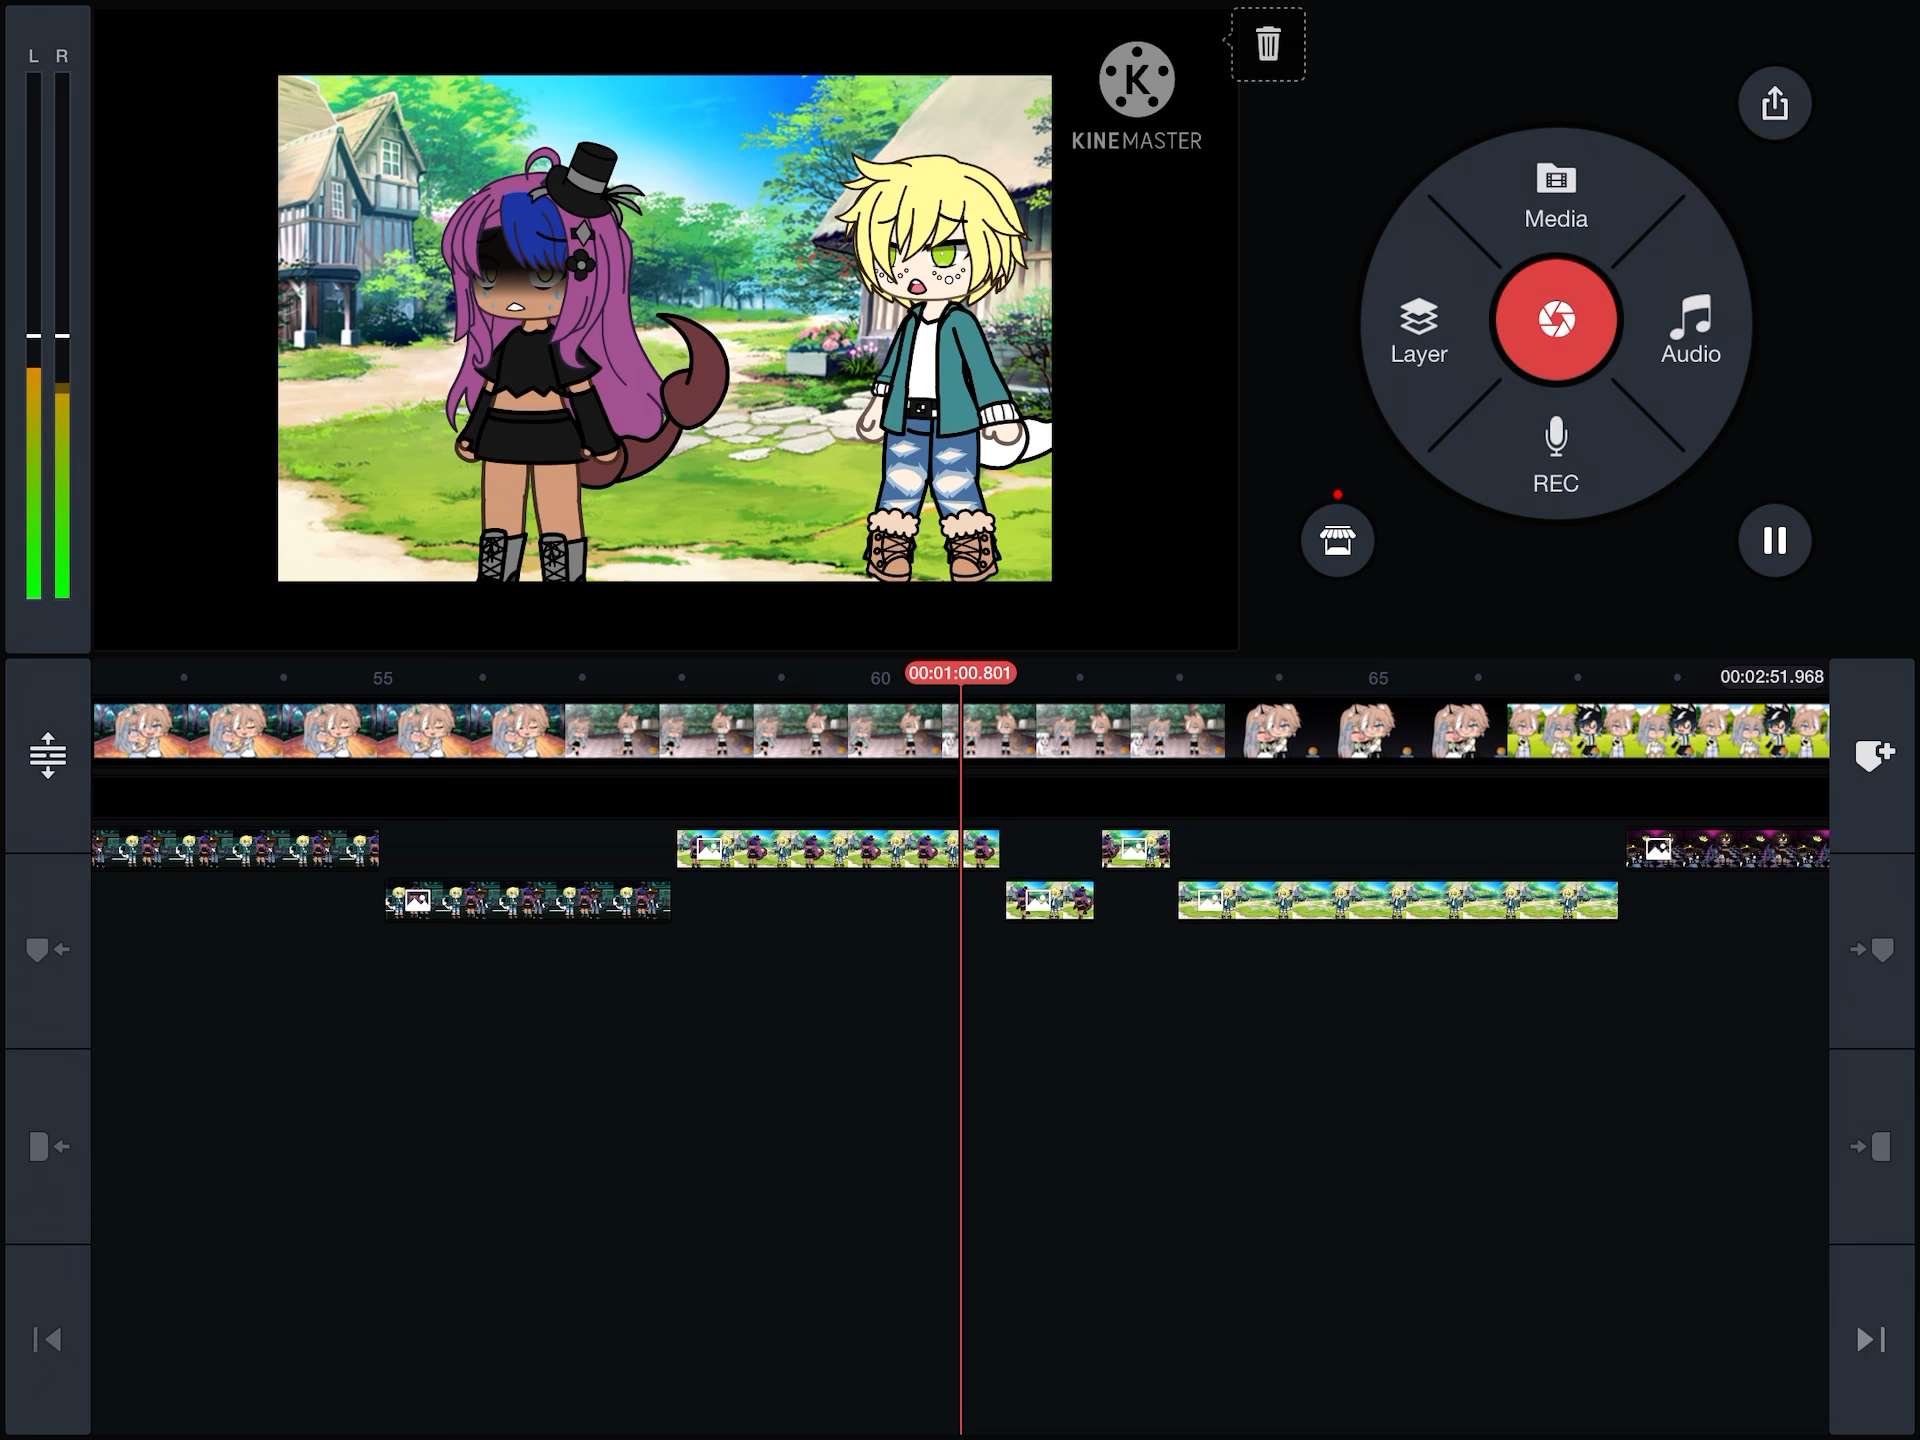 L R
K
KINEMASTER
Media
Layer
Audio
REC
55
60
00:01:00.801
65
00:02:51.968